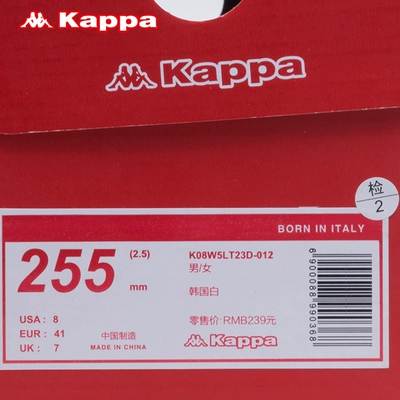 Kappa
Kappa
检
2
BORN IN ITALY
255 (2.5) mm
K08W5LT23D-012
男/女
韩国白
USA: 8
EUR: 41
UK: 7
中国制造
MADE IN CHINA
零售价:RMB239元
Kappa
6900088990368